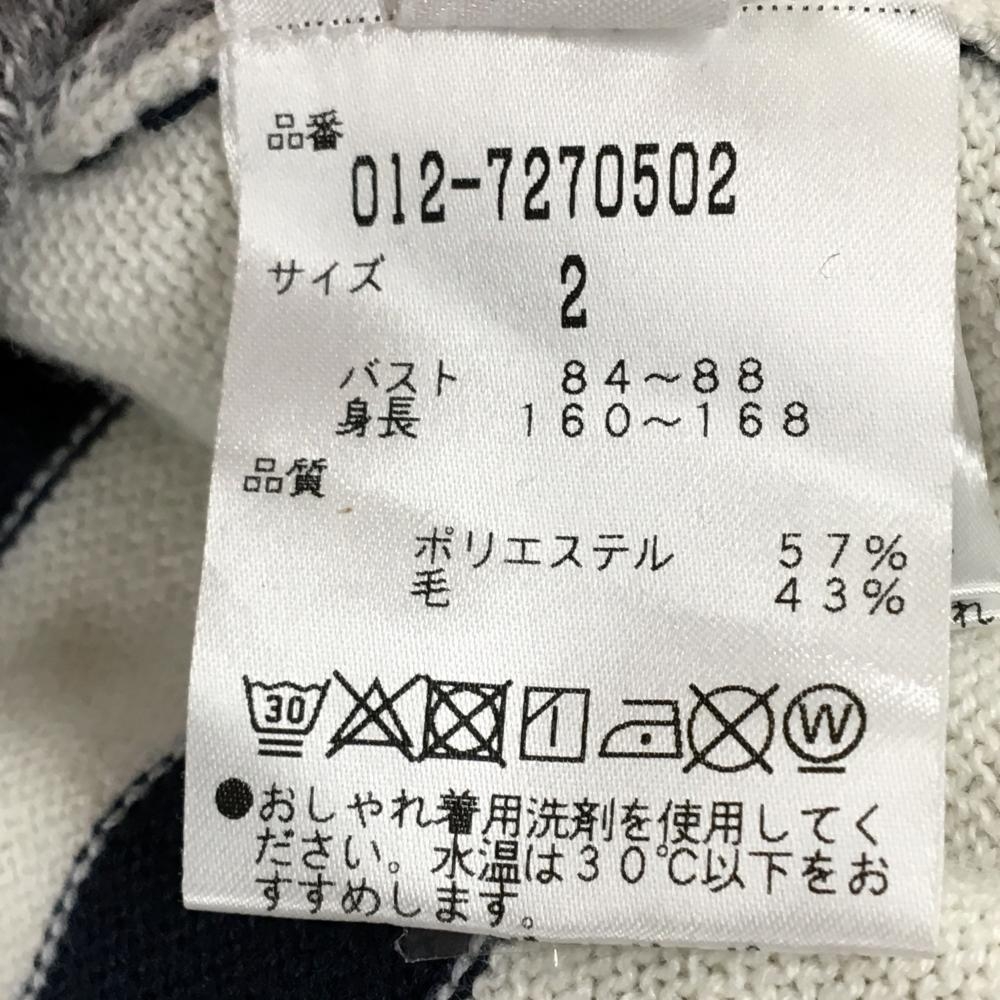 品番
012-7270502
サイズ 2
バスト 84～88
身長 160～168
品質
ポリエステル 57%
毛 43%
30 W
●おしゃれ着用洗剤を使用してく
ださい。水温は30℃以下をお
すすめします。
れ